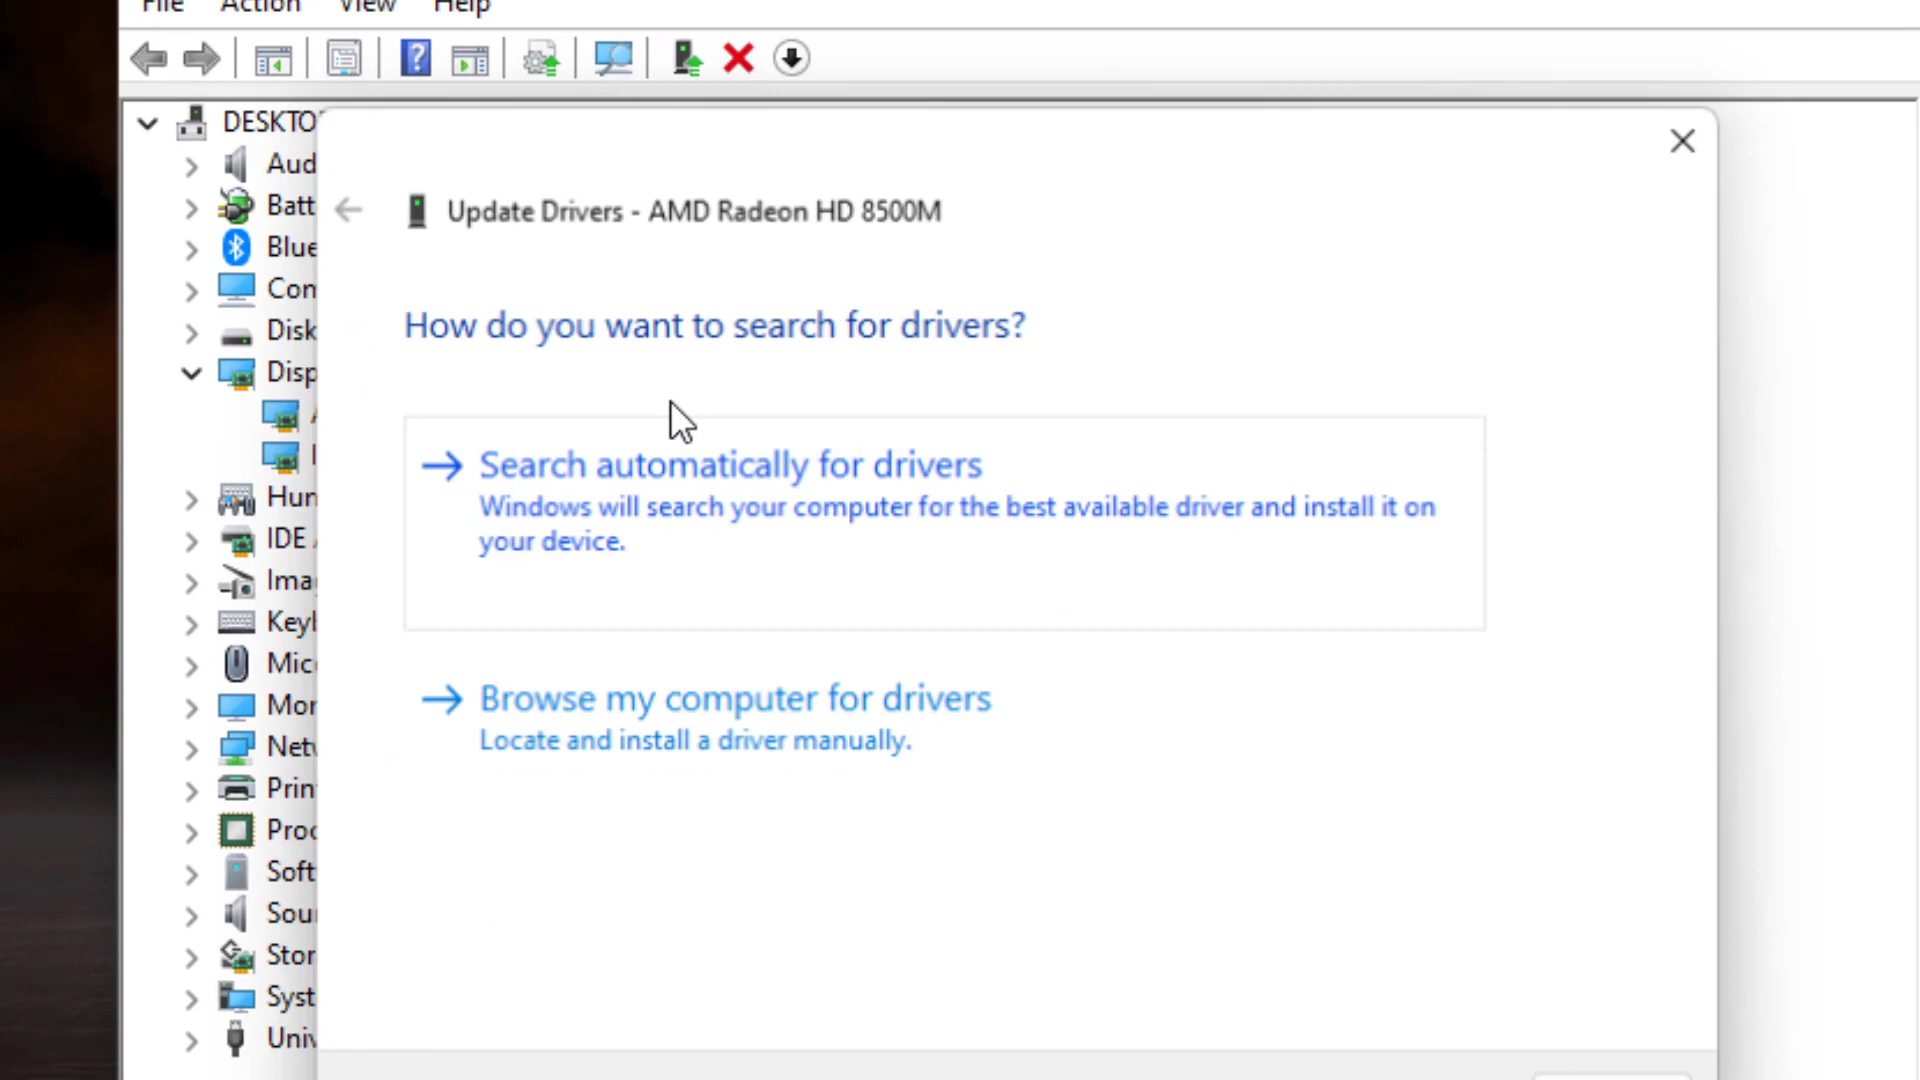 File Action View Help
DESKTO
Aud
Batt
Blue
Con
Disk
Disp
Hun
IDE
Ima
Key
Mic
Mon
Netw
Prin
Proc
Soft
Sou
Stor
Syst
Univ
Update Drivers - AMD Radeon HD 8500M
How do you want to search for drivers?
Search automatically for drivers
Windows will search your computer for the best available driver and install it on
your device.
Browse my computer for drivers
Locate and install a driver manually.